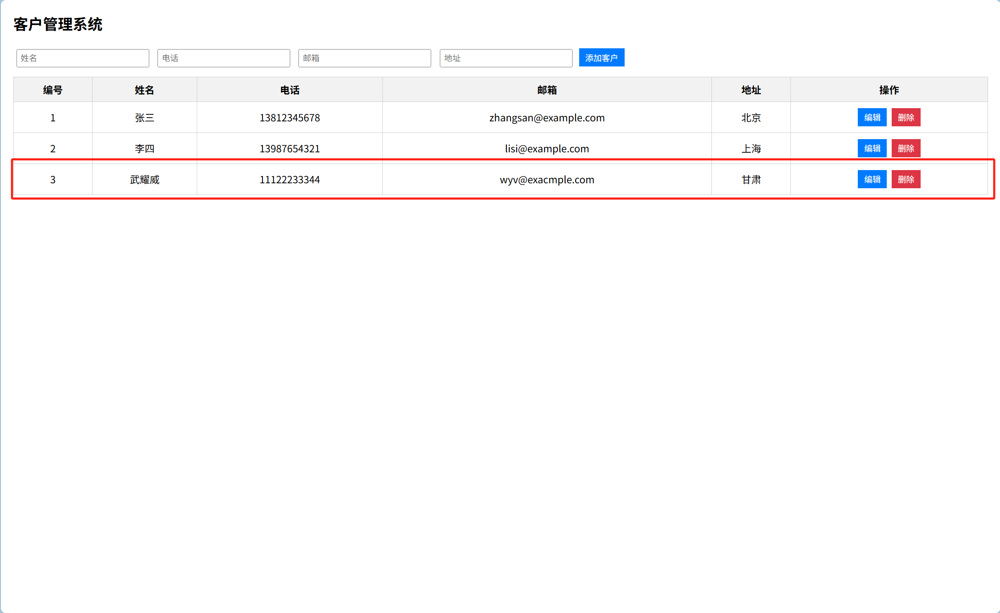 客户管理系统
姓名 电话 邮箱 地址 添加客户
编号 姓名 电话 邮箱 地址 操作
1 张三 13812345678 zhangsan@example.com 北京 编辑 删除
2 李四 13987654321 lisi@example.com 上海 编辑 删除
3 武耀威 11122233344 wyv@exacmple.com 甘肃 编辑 删除